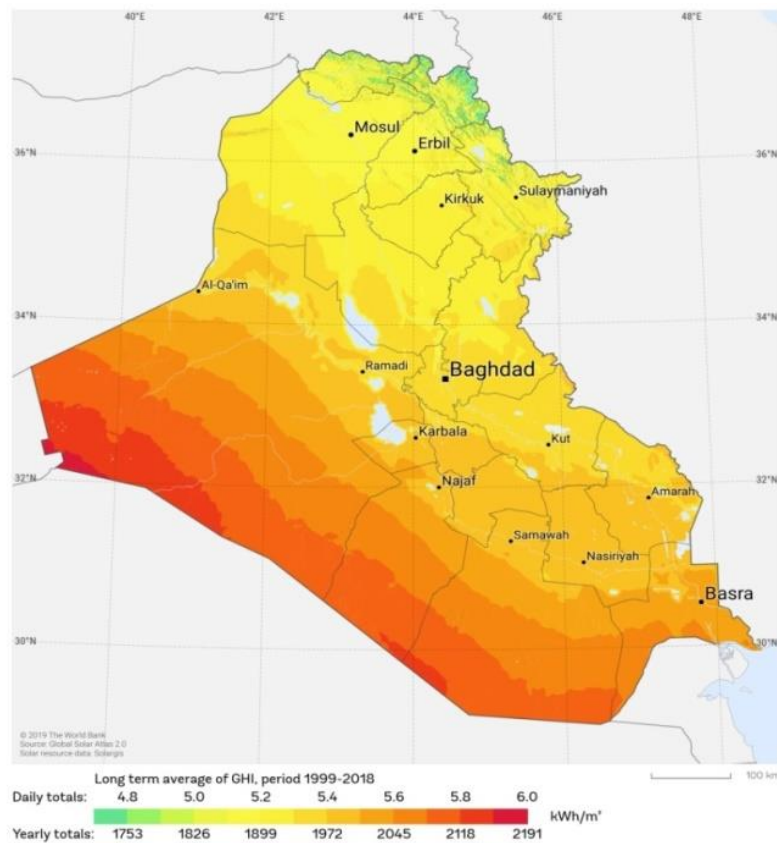 40°E 42°E 44°E 46°E 48°E
Mosul
Erbil
36°N 36°N
Sulaymaniyah
Kirkuk
Al-Qa'im
34°N 34°N
Ramadi
Baghdad
Karbala
Kut
32°N 32°N
Najaf
Amarah
Samawah
Nasiriyah
Basra
30°N 30°N
© 2019 The World Bank
Source: Global Solar Atlas 2.0
Solar resource data: Solargis
Long term average of GHI, period 1999-2018
100 km
Daily totals: 4.8 5.0 5.2 5.4 5.6 5.8 6.0
kWh/m²
Yearly totals: 1753 1826 1899 1972 2045 2118 2191